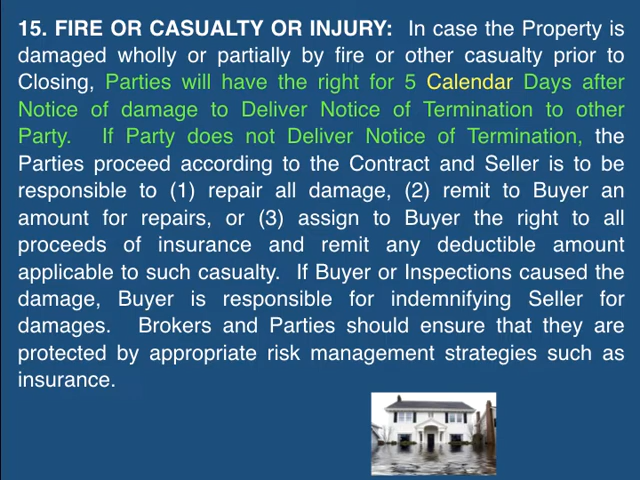 15. FIRE OR CASUALTY OR INJURY: In case the Property is
damaged wholly or partially by fire or other casualty prior to
Closing, Parties will have the right for 5 Calendar Days after
Notice of damage to Deliver Notice of Termination to other
Party. If Party does not Deliver Notice of Termination, the
Parties proceed according to the Contract and Seller is to be
responsible to (1) repair all damage, (2) remit to Buyer an
amount for repairs, or (3) assign to Buyer the right to all
proceeds of insurance and remit any deductible amount
applicable to such casualty. If Buyer or Inspections caused the
damage, Buyer is responsible for indemnifying Seller for
damages. Brokers and Parties should ensure that they are
protected by appropriate risk management strategies such as
insurance.